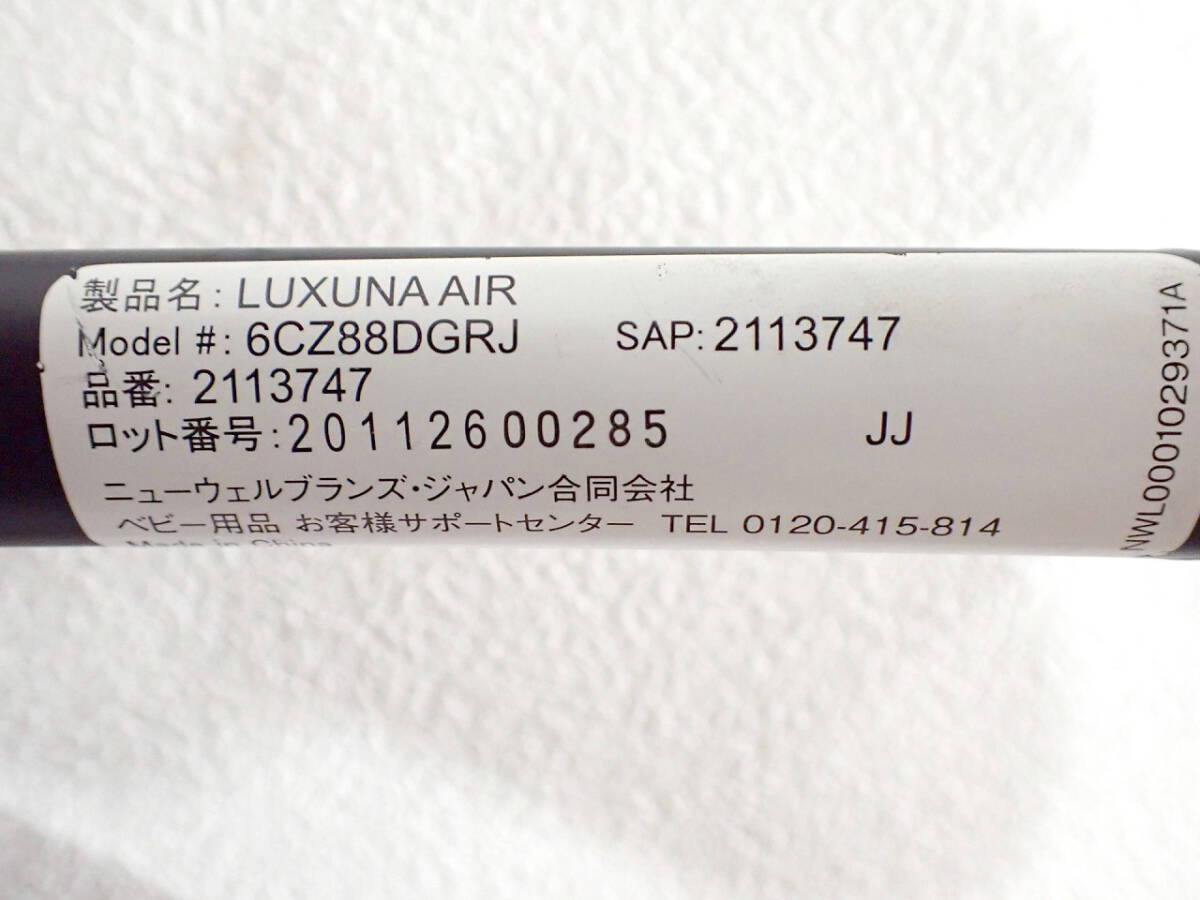 製品名: LUXUNA AIR
Model #: 6CZ88DGRJ SAP: 2113747
品番: 2113747
ロット番号: 20112600285 JJ
ニューウェルブランズ・ジャパン合同会社
ベビー用品 お客様サポートセンター TEL 0120-415-814
Made in China
NWL0001029371A